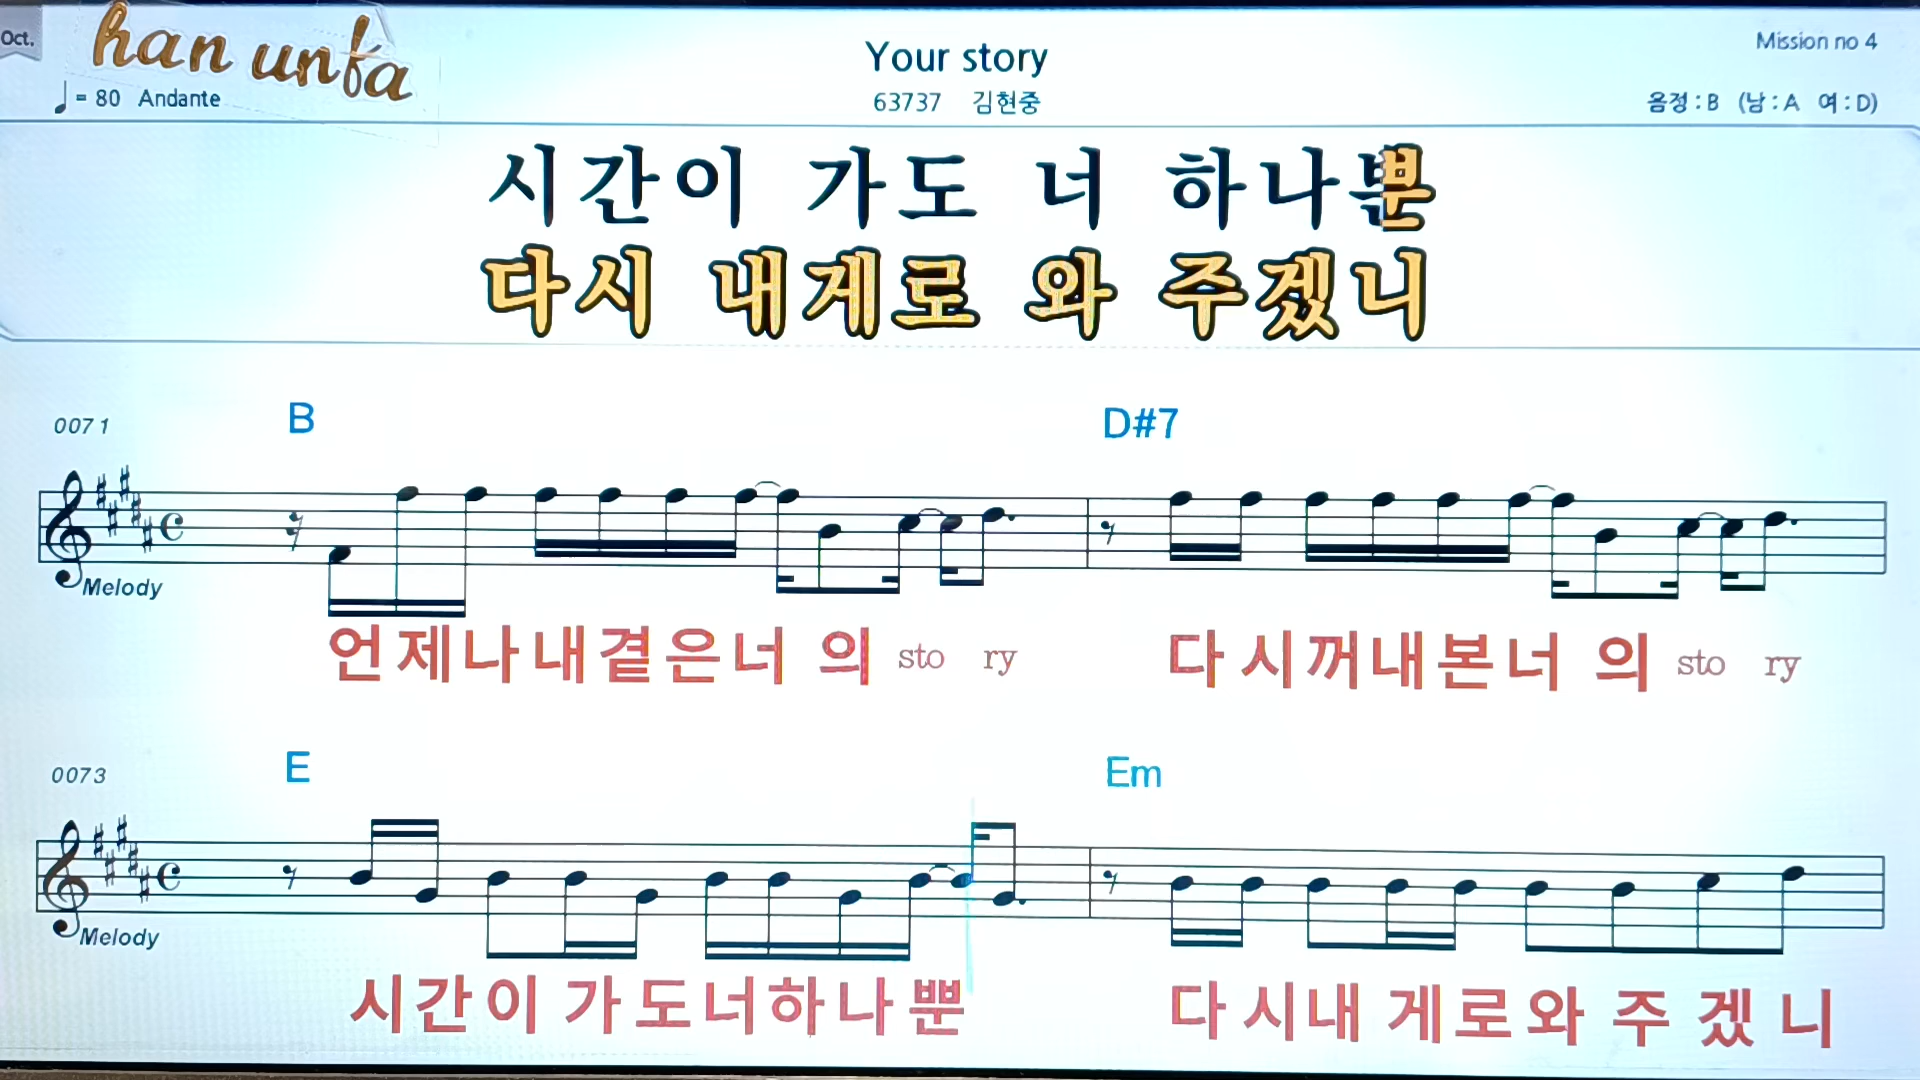 Oct.
han unfa
Your story
Mission no 4
= 80 Andante
63737 김현중
음정 : B (남 : A 여 : D)
시간이 가도 너 하나뿐
다시 내게로 와 주겠니
0071
B D#7
Melody
언제나내곁은너 의 sto ry 다시꺼내본너 의 sto ry
0073
E Em
Melody
시간이가도너하나뿐 다시내게로와주겠니